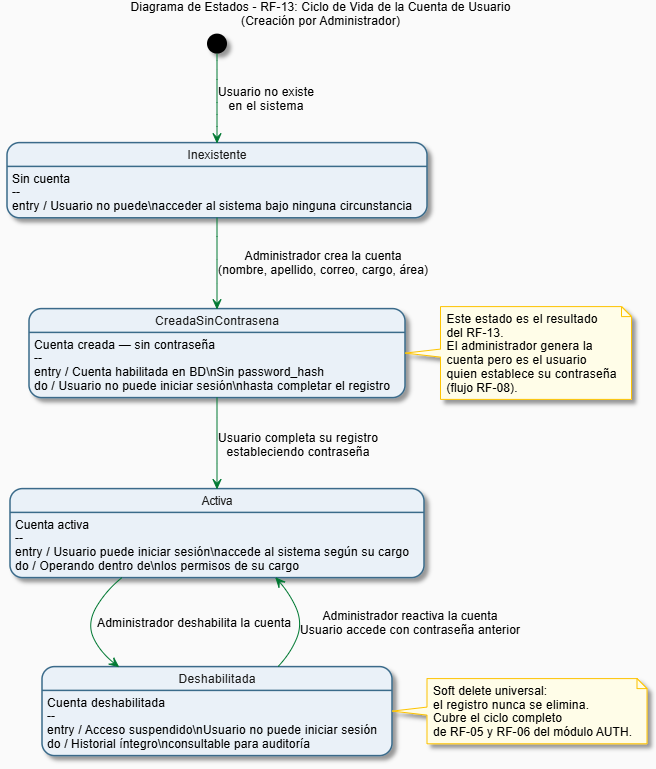 Diagrama de Estados - RF-13: Ciclo de Vida de la Cuenta de Usuario
(Creación por Administrador)
Usuario no existe
en el sistema
Inexistente
Sin cuenta
--
entry / Usuario no puede\nacceder al sistema bajo ninguna circunstancia
Administrador crea la cuenta
(nombre, apellido, correo, cargo, área)
CreadaSinContrasena
Cuenta creada — sin contraseña
--
entry / Cuenta habilitada en BD\nSin password_hash
do / Usuario no puede iniciar sesión\nhasta completar el registro
Este estado es el resultado
del RF-13.
El administrador genera la
cuenta pero es el usuario
quien establece su contraseña
(flujo RF-08).
Usuario completa su registro
estableciendo contraseña
Activa
Cuenta activa
--
entry / Usuario puede iniciar sesión\naccede al sistema según su cargo
do / Operando dentro de\nlos permisos de su cargo
Administrador deshabilita la cuenta
Administrador reactiva la cuenta
Usuario accede con contraseña anterior
Deshabilitada
Cuenta deshabilitada
--
entry / Acceso suspendido\nUsuario no puede iniciar sesión
do / Historial íntegro\nconsultable para auditoría
Soft delete universal:
el registro nunca se elimina.
Cubre el ciclo completo
de RF-05 y RF-06 del módulo AUTH.